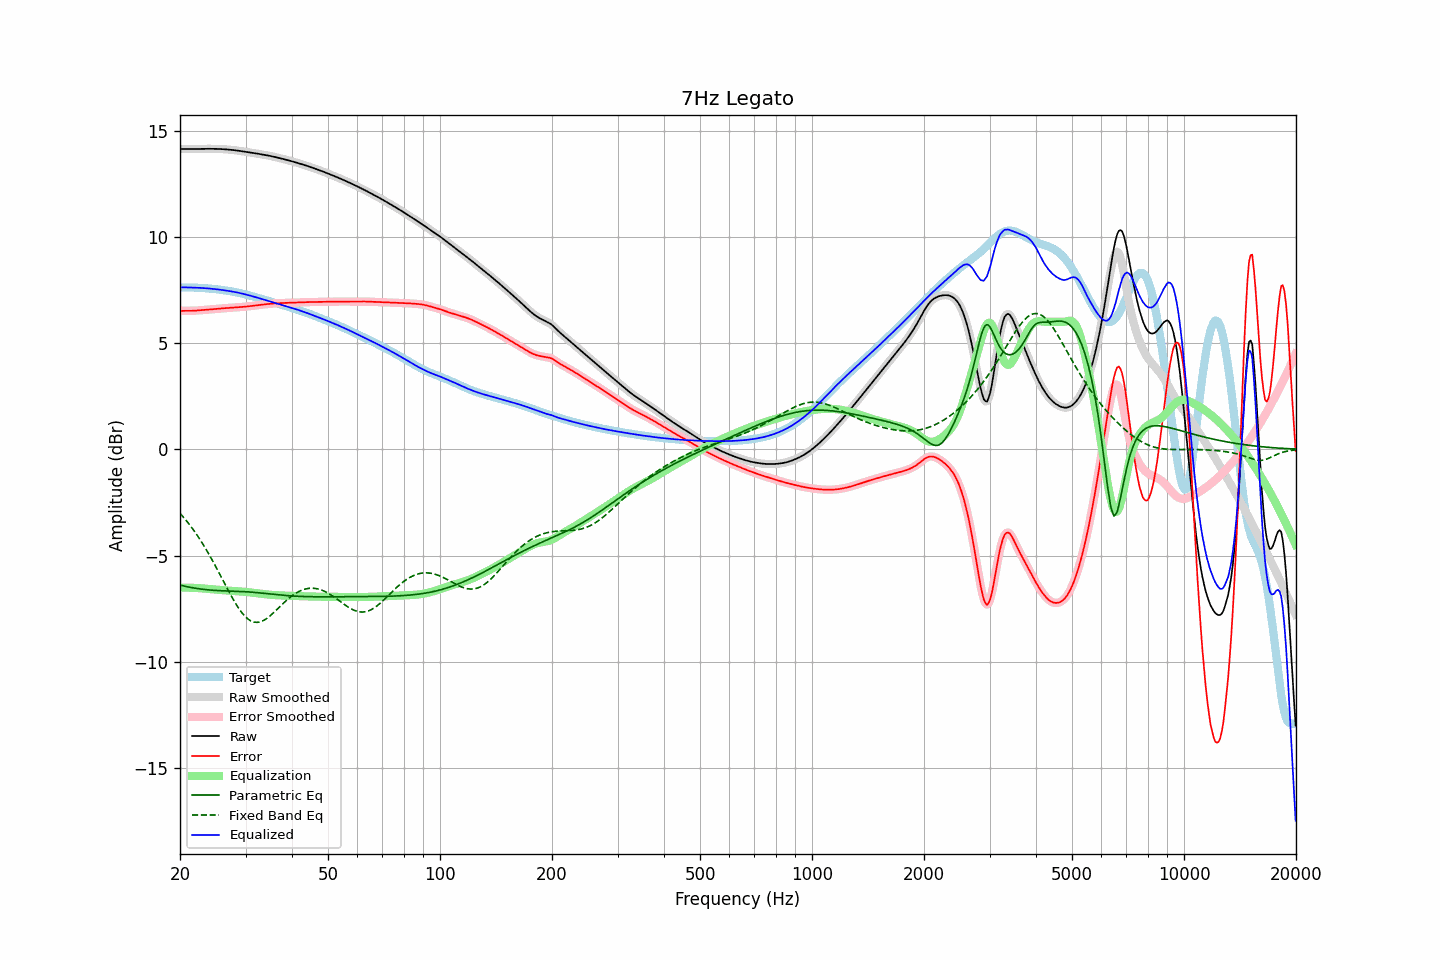 7Hz Legato
Amplitude (dBr)
15
10
5
0
−5
−10
−15
Target
Raw Smoothed
Error Smoothed
Raw
Error
Equalization
Parametric Eq
Fixed Band Eq
Equalized
20 50 100 200 500 1000 2000 5000 10000 20000
Frequency (Hz)